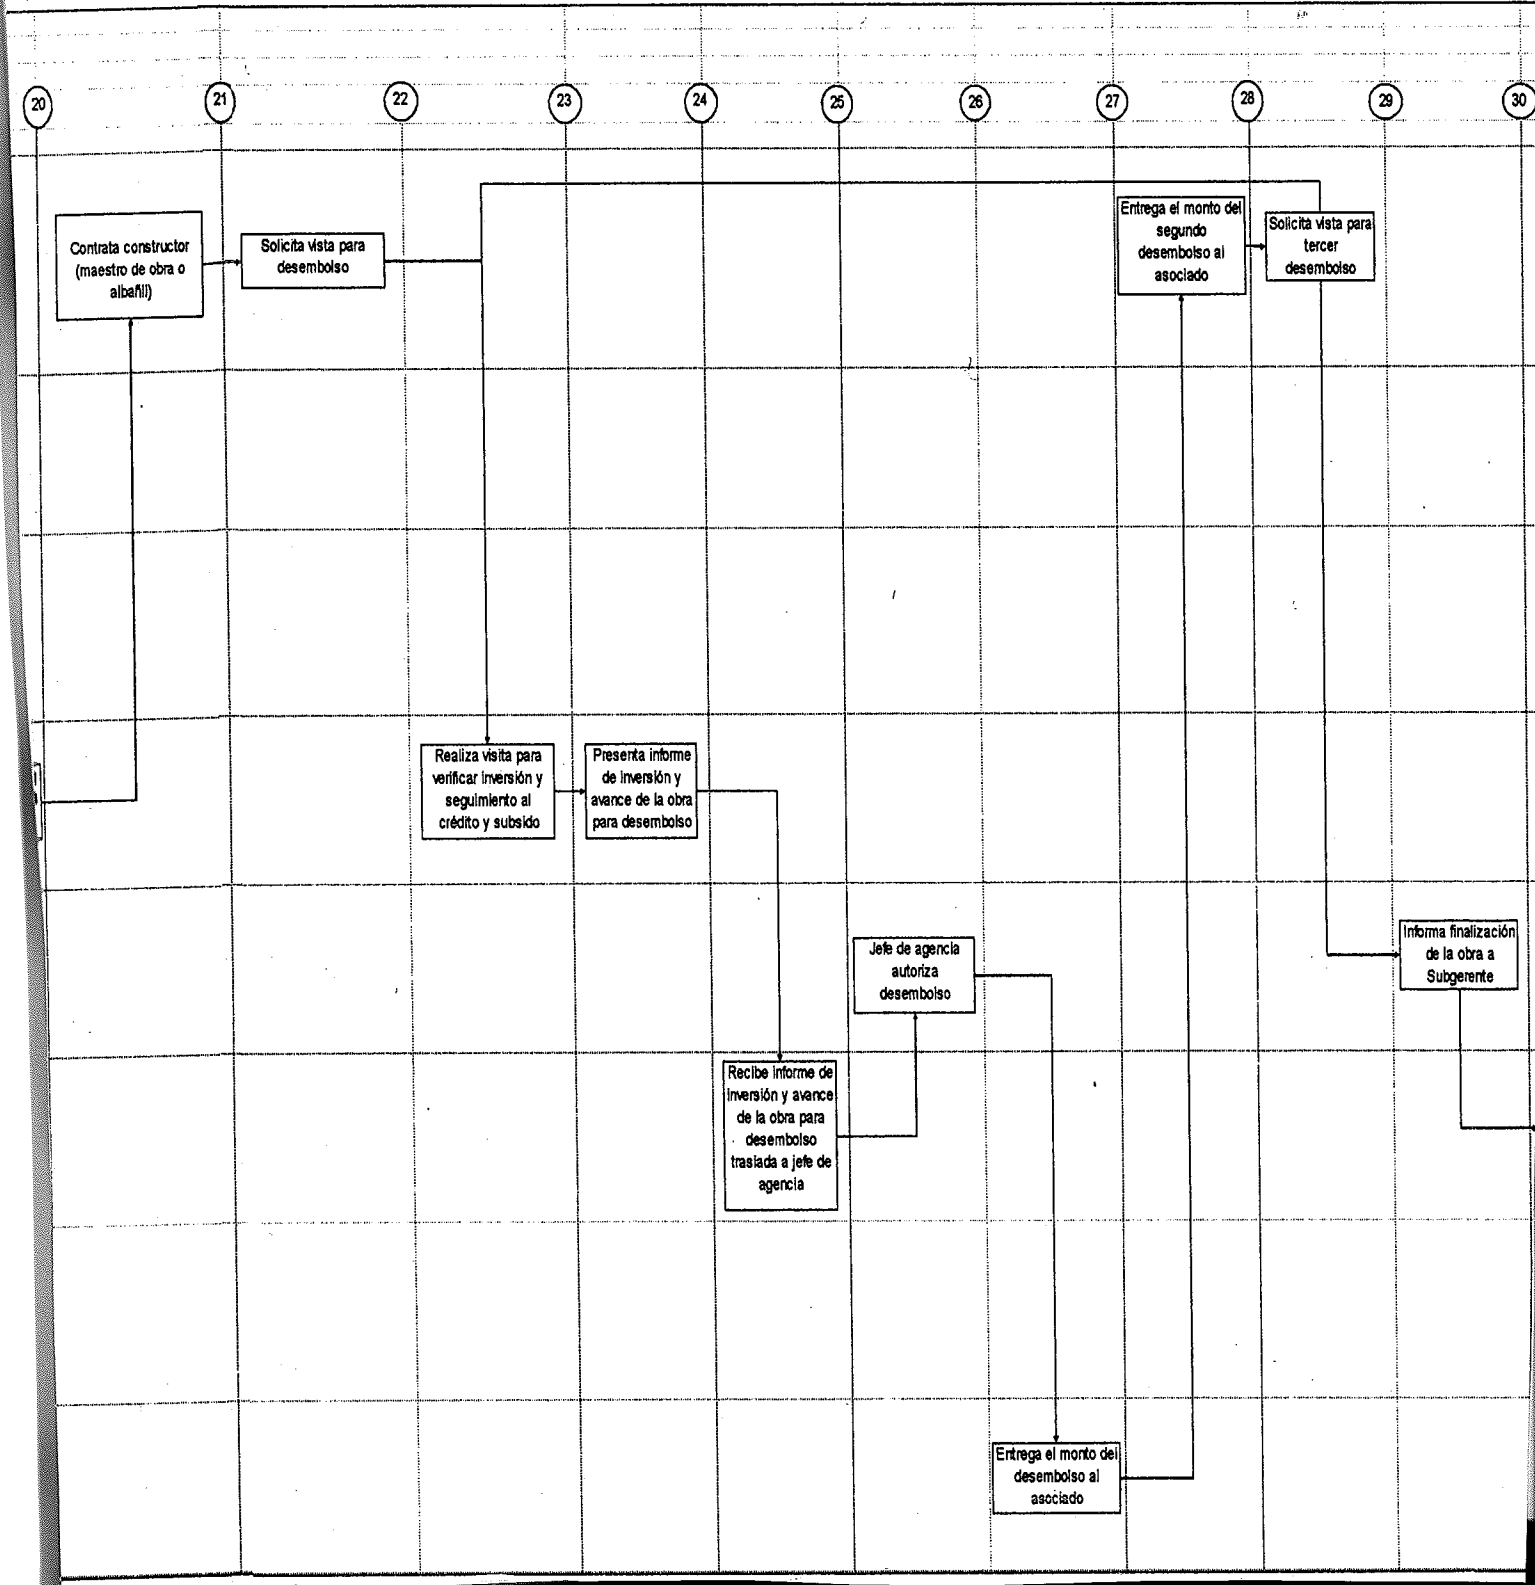 20
21
22
23
24
25
26
27
28
29
30
Contrata constructor
(maestro de obra o
albañil)
Solicita vista para
desembolso
Entrega el monto del
segundo
desembolso al
asociado
Solicita vista para
tercer
desembolso
Realiza visita para
verificar inversión y
seguimiento al
crédito y subsido
Presenta informe
de inversión y
avance de la obra
para desembolso
Jefe de agencia
autoriza
desembolso
Informa finalización
de la obra a
Subgerente
Recibe informe de
inversión y avance
de la obra para
desembolso
traslada a jefe de
agencia
Entrega el monto del
desembolso al
asociado